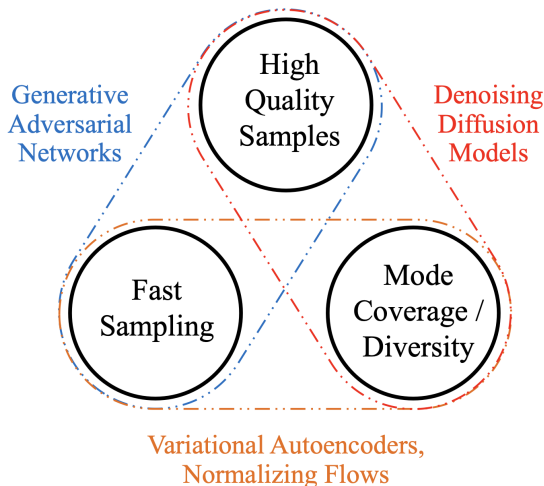 High
Quality
Samples
Generative
Adversarial
Networks
Denoising
Diffusion
Models
Fast
Sampling
Mode
Coverage /
Diversity
Variational Autoencoders,
Normalizing Flows